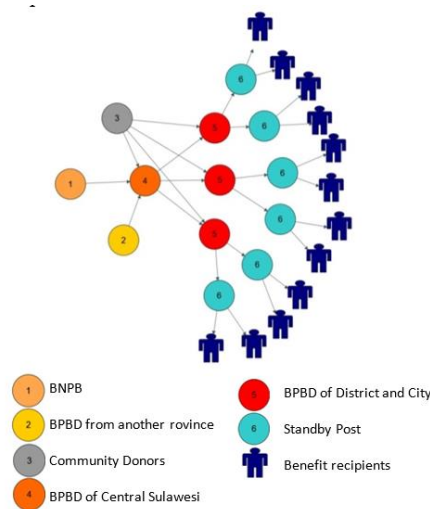 6
3
5
6
1
4
5
6
6
2
5
6
6
1 BNPB
2 BPBD from another rovince
3 Community Donors
4 BPBD of Central Sulawesi
5 BPBD of District and City
6 Standby Post
Benefit recipients